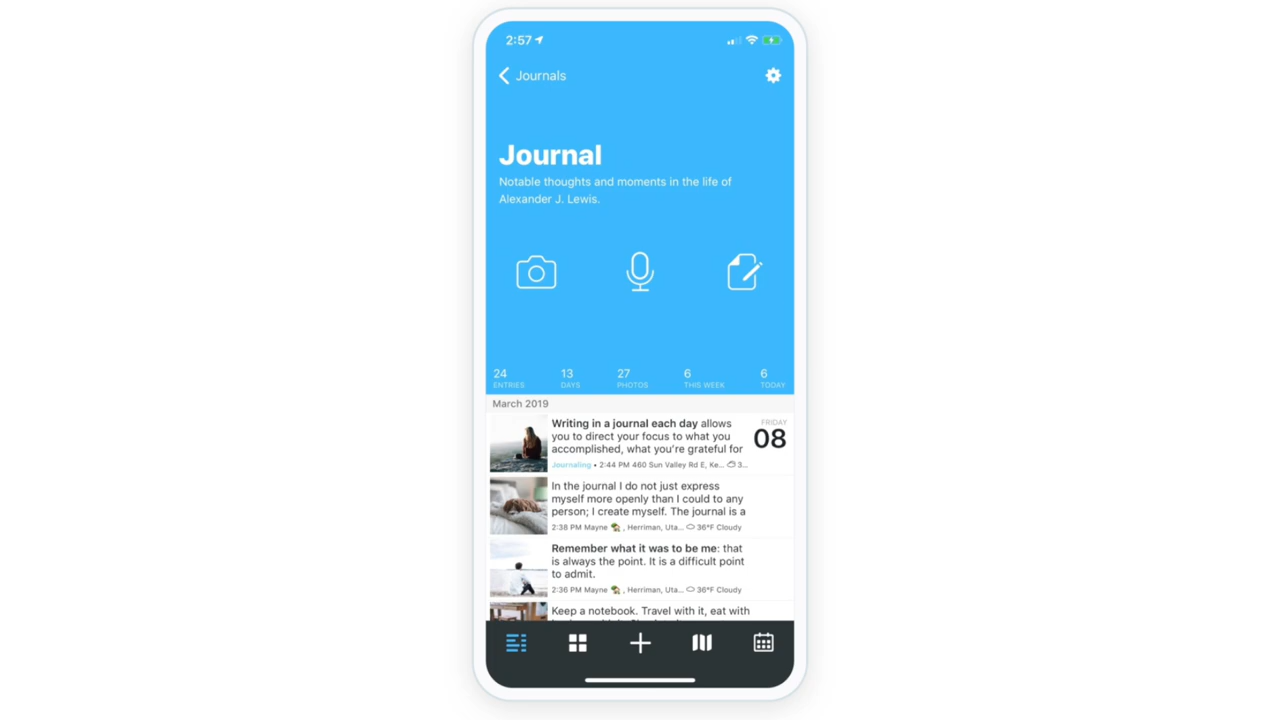 2:57
Journals
Journal
Notable thoughts and moments in the life of
Alexander J. Lewis.
24 13 27 6 6
ENTRIES DAYS PHOTOS THIS WEEK TODAY
March 2019
Writing in a journal each day allows
you to direct your focus to what you
accomplished, what you're grateful for
Journaling • 2:44 PM 460 Sun Valley Rd E, Ke... 3...
FRIDAY
08
In the journal I do not just express
myself more openly than I could to any
person; I create myself. The journal is a
2:38 PM Mayne 🏡 , Herriman, Uta... 36°F Cloudy
Remember what it was to be me: that
is always the point. It is a difficult point
to admit.
2:36 PM Mayne 🏡 , Herriman, Uta... 36°F Cloudy
Keep a notebook. Travel with it, eat with